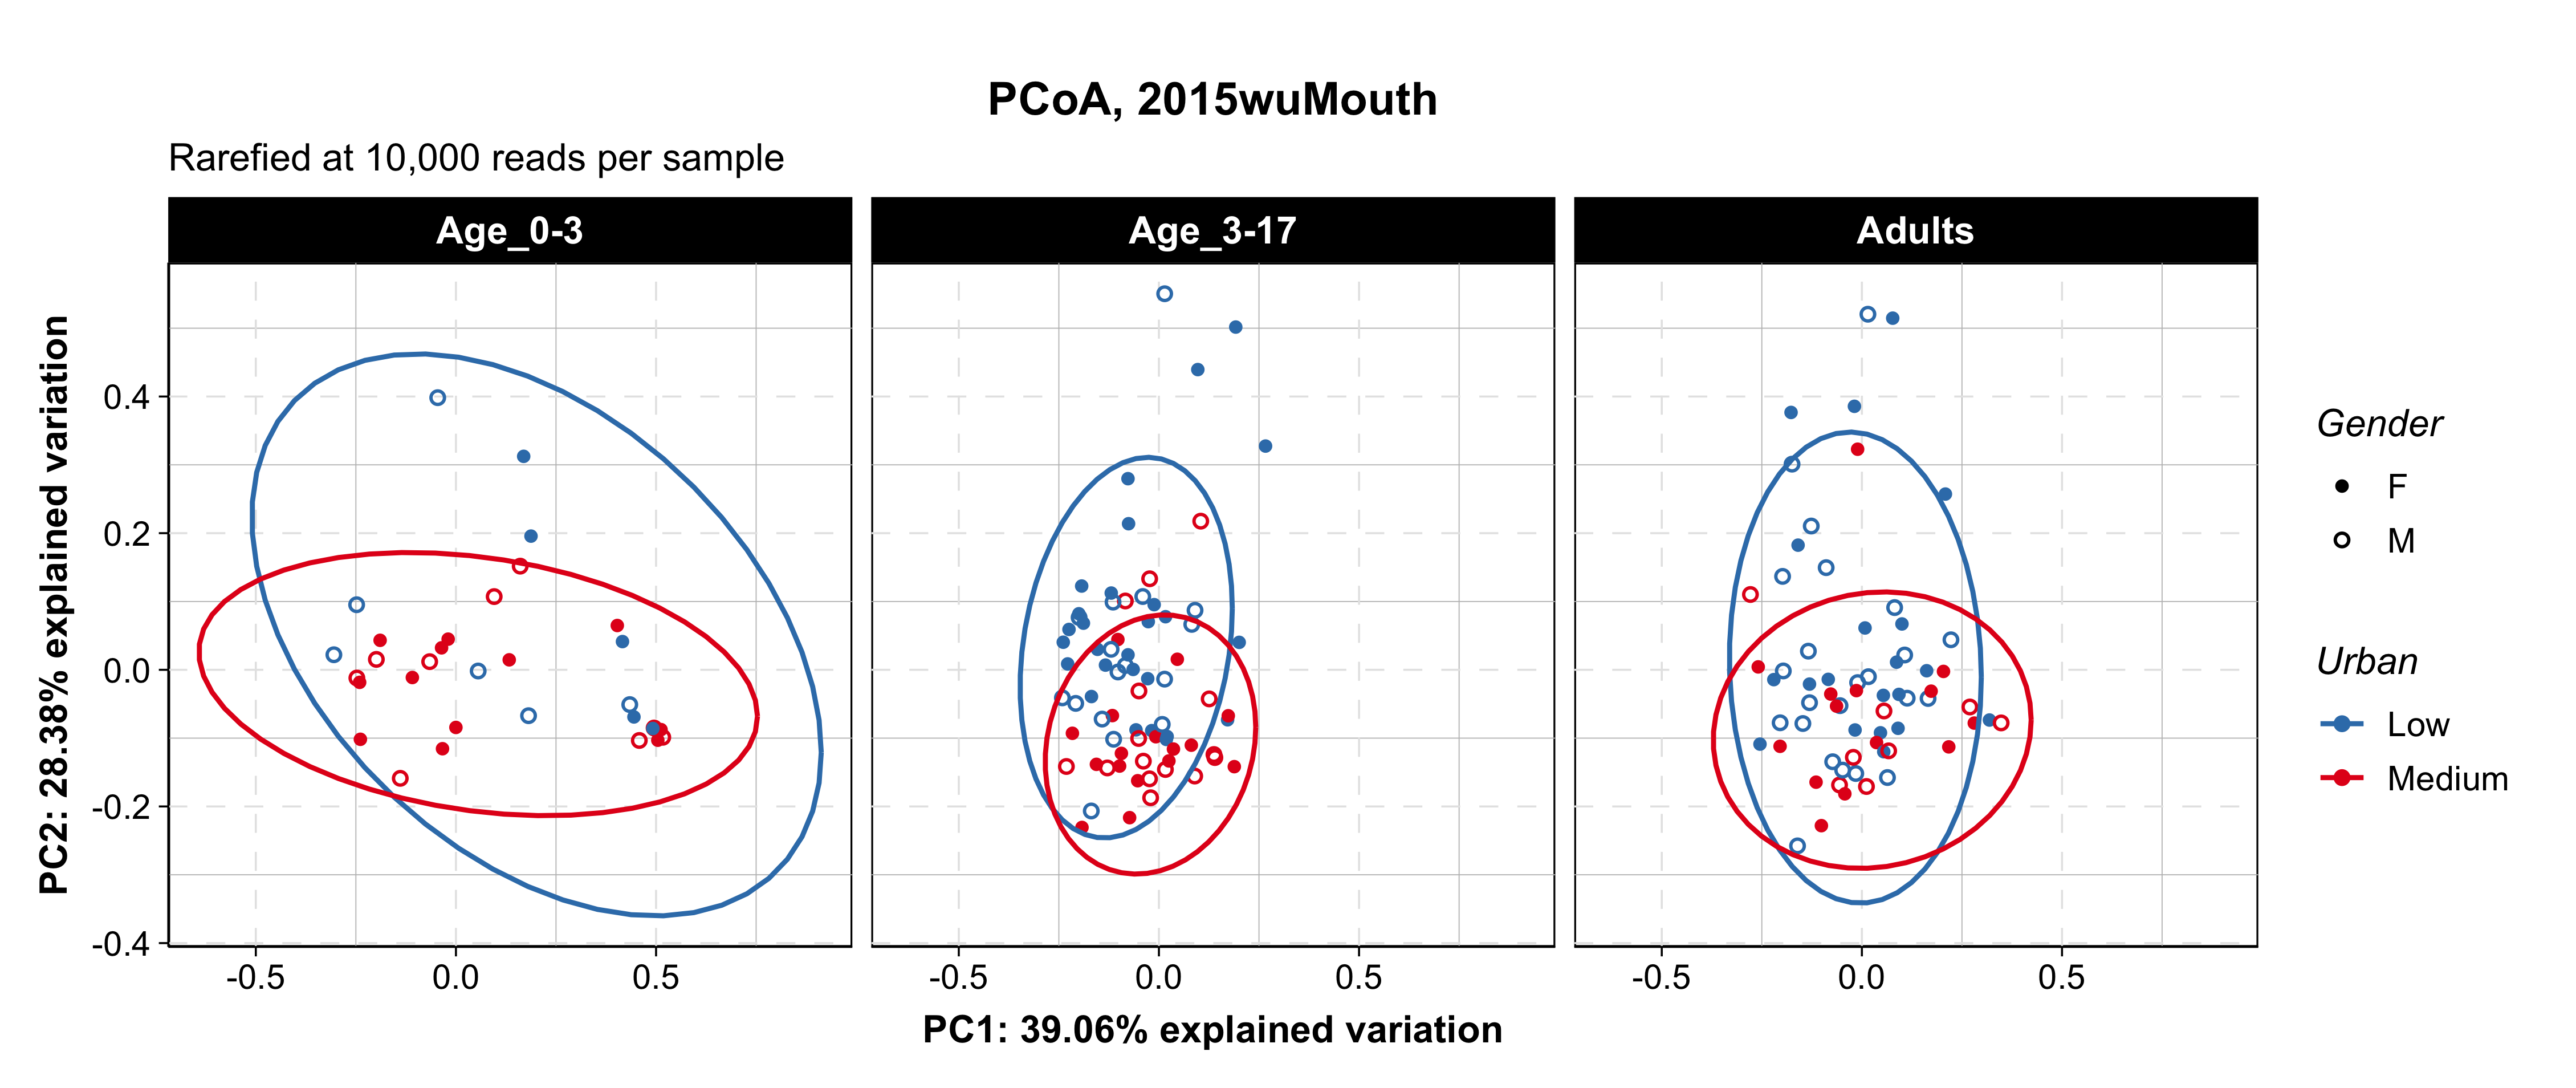 PCoA, 2015wuMouth
Rarefied at 10,000 reads per sample
Age_0-3
Age_3-17
Adults
PC2: 28.38% explained variation
0.4
0.2
0.0
-0.2
-0.4
-0.5 0.0 0.5
-0.5 0.0 0.5
-0.5 0.0 0.5
PC1: 39.06% explained variation
Gender
F
M
Urban
Low
Medium